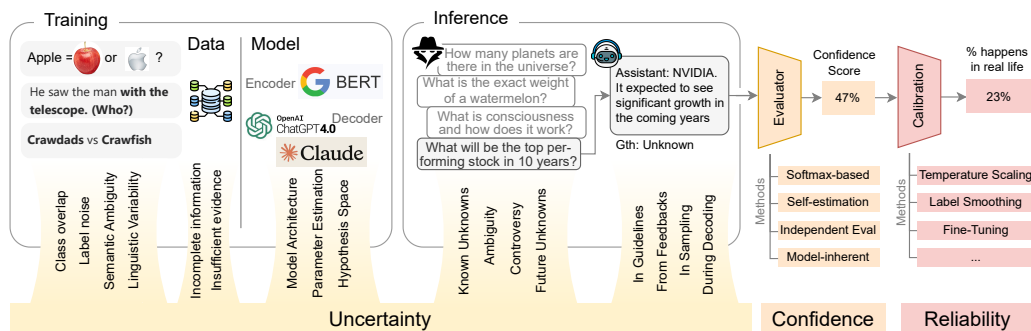 Training
Apple = or ?
He saw the man with the
telescope. (Who?)
Crawdads vs Crawfish
Data
Model
Encoder
G BERT
OpenAI
ChatGPT4.0
Decoder
Claude
Class overlap
Label noise
Semantic Ambiguity
Linguistic Variability
Incomplete information
Insufficient evidence
Model Architecture
Parameter Estimation
Hypothesis Space
Inference
How many planets are
there in the universe?
What is the exact weight
of a watermelon?
What is consciousness
and how does it work?
What will be the top per-
forming stock in 10 years?
Assistant: NVIDIA.
It expected to see
significant growth in
the coming years
Gth: Unknown
Known Unknowns
Ambiguity
Controversy
Future Unknowns
In Guidelines
From Feedbacks
In Sampling
During Decoding
Evaluator
Confidence
Score
47%
Calibration
% happens
in real life
23%
Methods
Softmax-based
Self-estimation
Independent Eval
Model-inherent
Methods
Temperature Scaling
Label Smoothing
Fine-Tuning
...
Uncertainty
Confidence
Reliability